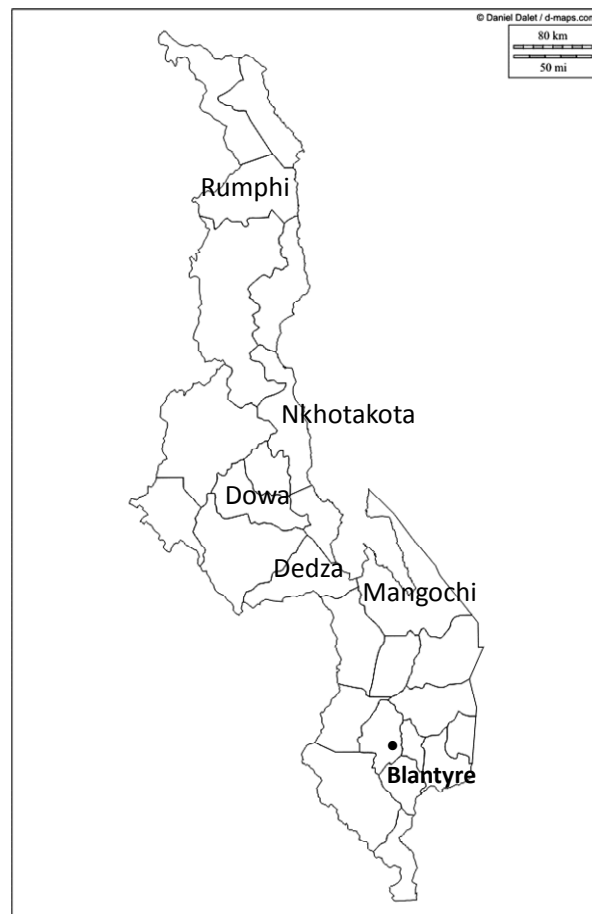 © Daniel Dalet / d-maps.com
80 km
50 mi
Rumphi
Nkhotakota
Dowa
Dedza
Mangochi
Blantyre